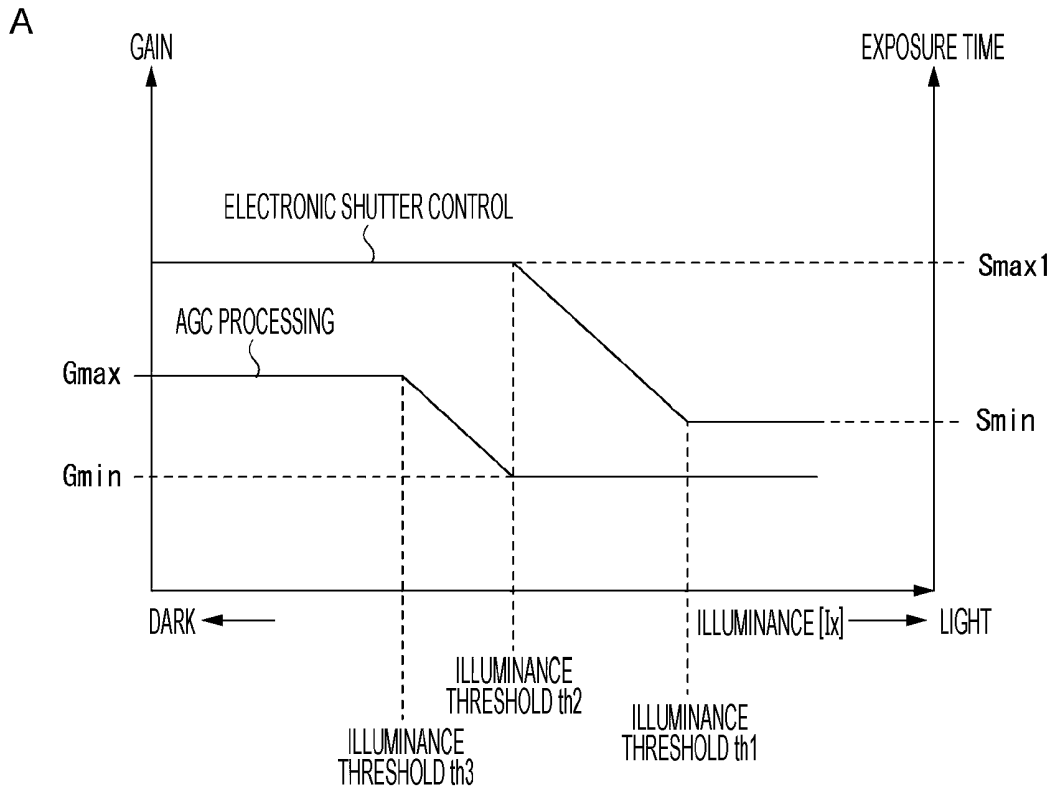 A
GAIN
EXPOSURE TIME
ELECTRONIC SHUTTER CONTROL
Smax1
AGC PROCESSING
Gmax
Smin
Gmin
DARK
ILLUMINANCE [lx]
LIGHT
ILLUMINANCE
THRESHOLD th2
ILLUMINANCE
THRESHOLD th1
ILLUMINANCE
THRESHOLD th3